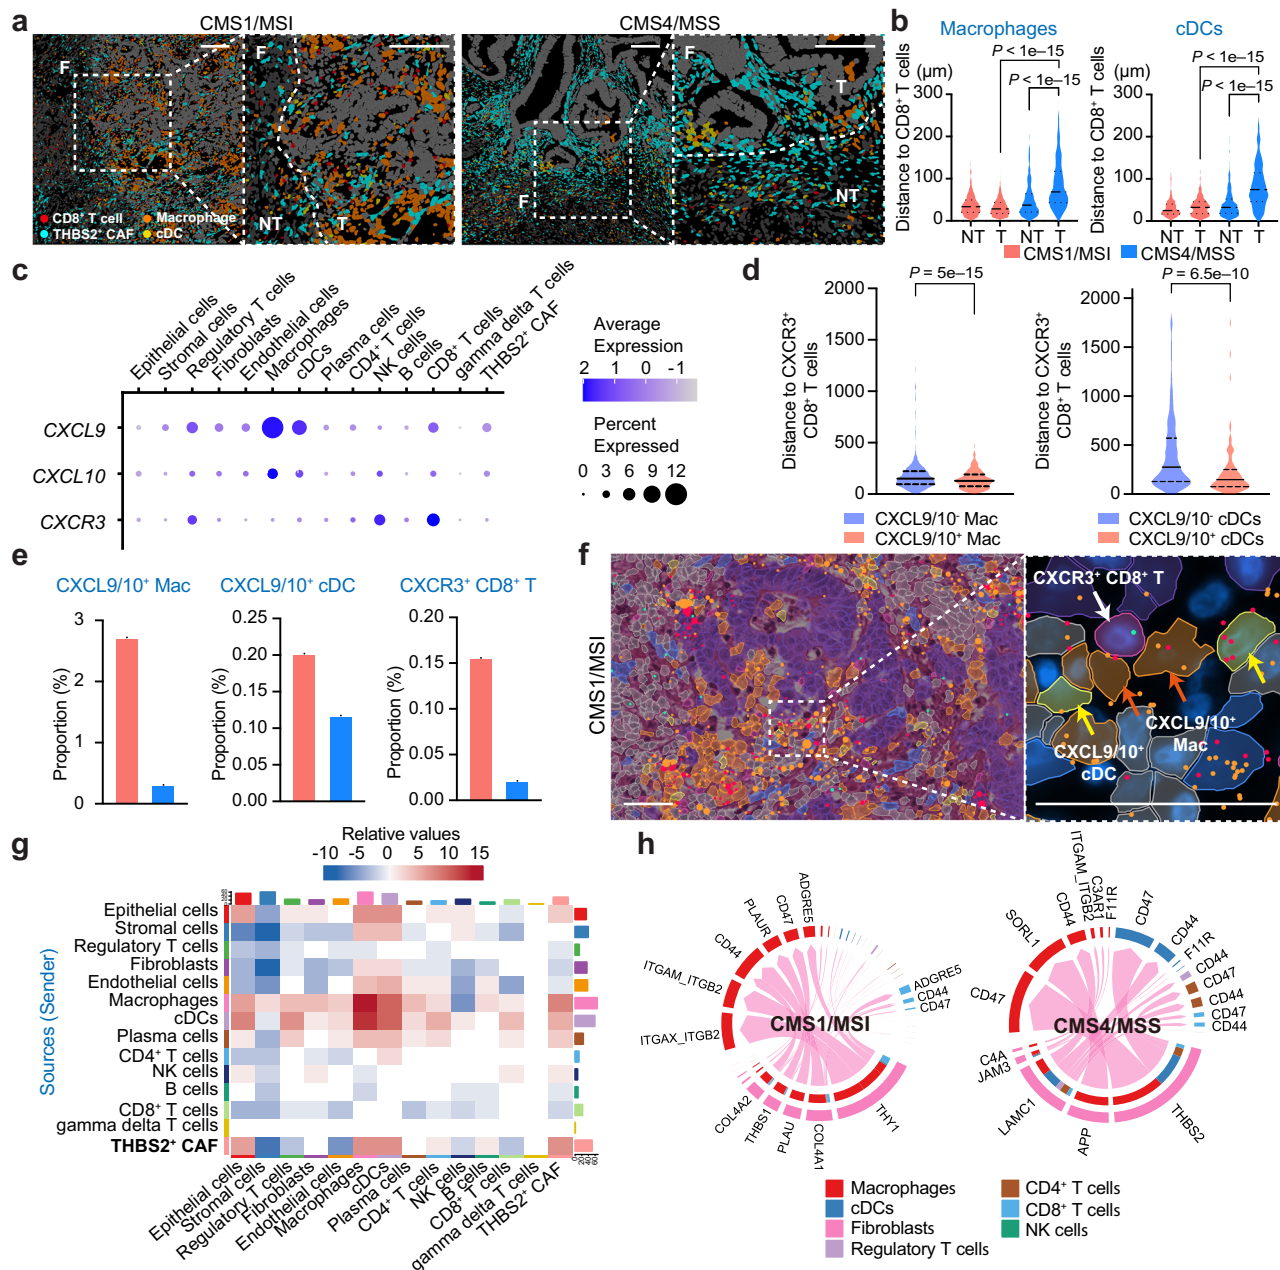 a
CMS1/MSI
CMS4/MSS
F
F
NT
T
F
F
T
NT
CD8⁺ T cell
Macrophage
THBS2⁺ CAF
cDC
b
Macrophages
cDCs
Distance to CD8⁺ T cells
(µm)
300
200
100
0
P < 1e–15
P < 1e–15
NT T NT T
Distance to CD8⁺ T cells
(µm)
300
200
100
0
P < 1e–15
P < 1e–15
NT T NT T
CMS1/MSI
CMS4/MSS
c
Epithelial cells
Stromal cells
Regulatory T cells
Fibroblasts
Endothelial cells
Macrophages
cDCs
Plasma cells
CD4⁺ T cells
NK cells
B cells
CD8⁺ T cells
gamma delta T cells
THBS2⁺ CAF
CXCL9
CXCL10
CXCR3
Average
Expression
2 1 0 -1
Percent
Expressed
0 3 6 9 12
d
P = 5e–15
Distance to CXCR3⁺
CD8⁺ T cells
2000
1500
1000
500
0
CXCL9/10⁻ Mac
CXCL9/10⁺ Mac
P = 6.5e–10
Distance to CXCR3⁺
CD8⁺ T cells
2000
1500
1000
500
0
CXCL9/10⁻ cDCs
CXCL9/10⁺ cDCs
e
CXCL9/10⁺ Mac
Proportion (%)
3
2
1
0
CXCL9/10⁺ cDC
Proportion (%)
0.25
0.20
0.15
0.10
0.05
0.00
CXCR3⁺ CD8⁺ T
Proportion (%)
0.20
0.15
0.10
0.05
0.00
f
CMS1/MSI
CXCR3⁺ CD8⁺ T
CXCL9/10⁺
Mac
CXCL9/10⁺
cDC
g
Relative values
-10 -5 0 5 10 15
Sources (Sender)
Epithelial cells
Stromal cells
Regulatory T cells
Fibroblasts
Endothelial cells
Macrophages
cDCs
Plasma cells
CD4⁺ T cells
NK cells
B cells
CD8⁺ T cells
gamma delta T cells
THBS2⁺ CAF
Epithelial cells
Stromal cells
Regulatory T cells
Fibroblasts
Endothelial cells
Macrophages
cDCs
Plasma cells
CD4⁺ T cells
NK cells
B cells
CD8⁺ T cells
gamma delta T cells
THBS2⁺ CAF
h
ADGRE5
CD47
PLAUR
CD44
ITGAM_ITGB2
ITGAX_ITGB2
COL4A2
THBS1
PLAU
COL4A1
THY1
ADGRE5
CD44
CD47
CMS1/MSI
ITGAM_ITGB2
C3AR1
F11R
CD47
CD44
SORL1
CD47
CD44
F11R
CD44
CD47
CD44
CD47
CD44
C4A
JAM3
LAMC1
APP
THBS2
CMS4/MSS
Macrophages
cDCs
Fibroblasts
Regulatory T cells
CD4⁺ T cells
CD8⁺ T cells
NK cells